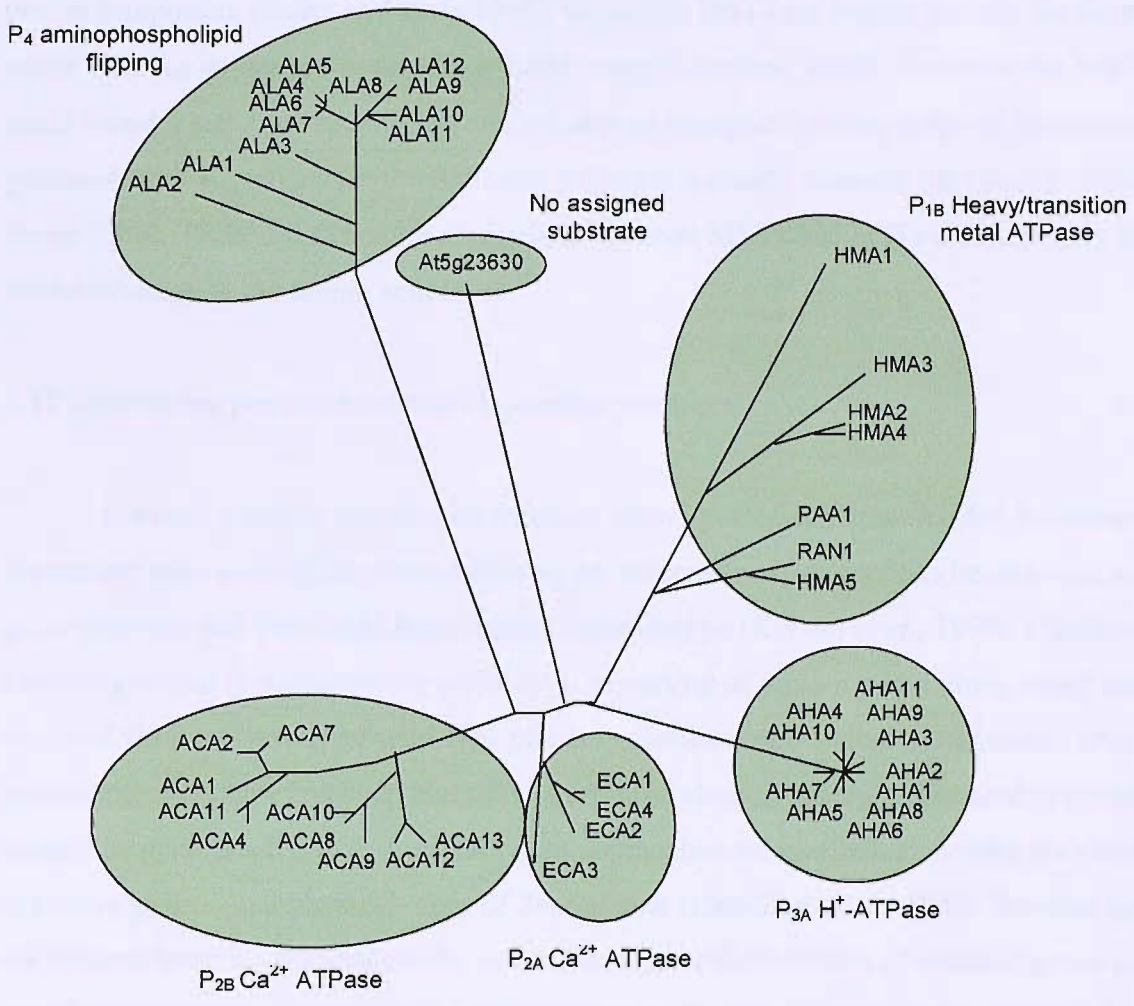 P4 aminophospholipid
flipping
ALA5
ALA12
ALA4
ALA8
ALA9
ALA6
ALA10
ALA7
ALA11
ALA3
ALA1
ALA2
No assigned
substrate
At5g23630
P1B Heavy/transition
metal ATPase
HMA1
HMA3
HMA2
HMA4
PAA1
RAN1
HMA5
ACA2
ACA7
ACA1
ACA11
ACA10
ACA4
ACA8
ACA9
ACA12
ACA13
P2B Ca2+ ATPase
ECA1
ECA4
ECA2
ECA3
P2A Ca2+ ATPase
AHA11
AHA4
AHA9
AHA10
AHA3
AHA2
AHA7
AHA1
AHA5
AHA8
AHA6
P3A H+-ATPase